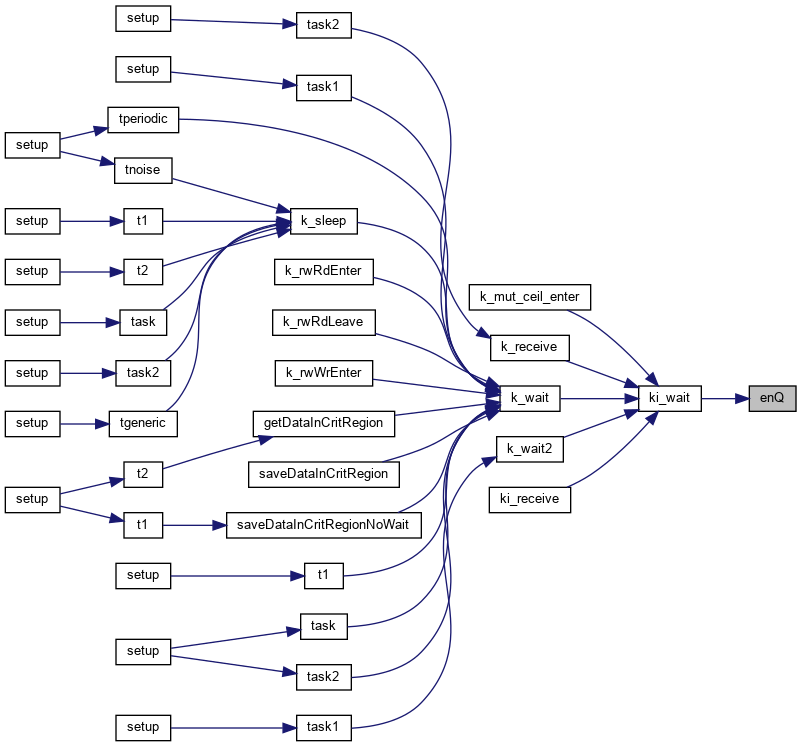 setup
task2
setup
task1
tperiodic
setup
tnoise
setup
t1
k_sleep
k_rwRdEnter
setup
t2
k_mut_ceil_enter
setup
task
k_rwRdLeave
k_receive
setup
task2
k_rwWrEnter
k_wait
ki_wait
enQ
setup
tgeneric
getDataInCritRegion
k_wait2
t2
saveDataInCritRegion
setup
ki_receive
t1
saveDataInCritRegionNoWait
setup
t1
task
setup
task2
setup
task1